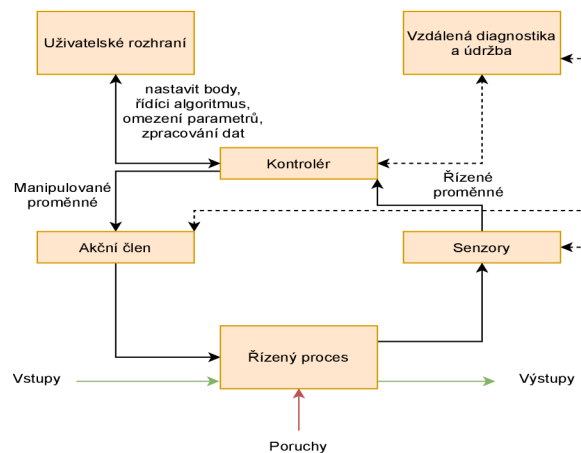 Uživatelské rozhraní
Vzdálená diagnostika
a údržba
nastavit body,
řídíci algoritmus,
omezení parametrů,
zpracování dat
Kontrolér
Manipulované
proměnné
Řízené
proměnné
Akční člen
Senzory
Řízený proces
Vstupy
Výstupy
Poruchy